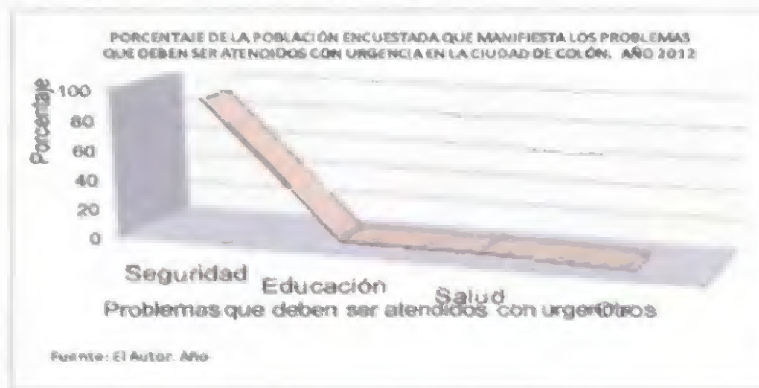 PORCENTAJE DE LA POBLACIÓN ENCUESTADA QUE MANIFIESTA LOS PROBLEMAS
QUE DEBEN SER ATENDIDOS CON URGENCIA EN LA CIUDAD DE COLÓN. AÑO 2012
Porcentaje
100
80
60
40
20
0
Seguridad
Educación
Salud
Otros
Problemas que deben ser atendidos con
Fuente: El Autor. Año